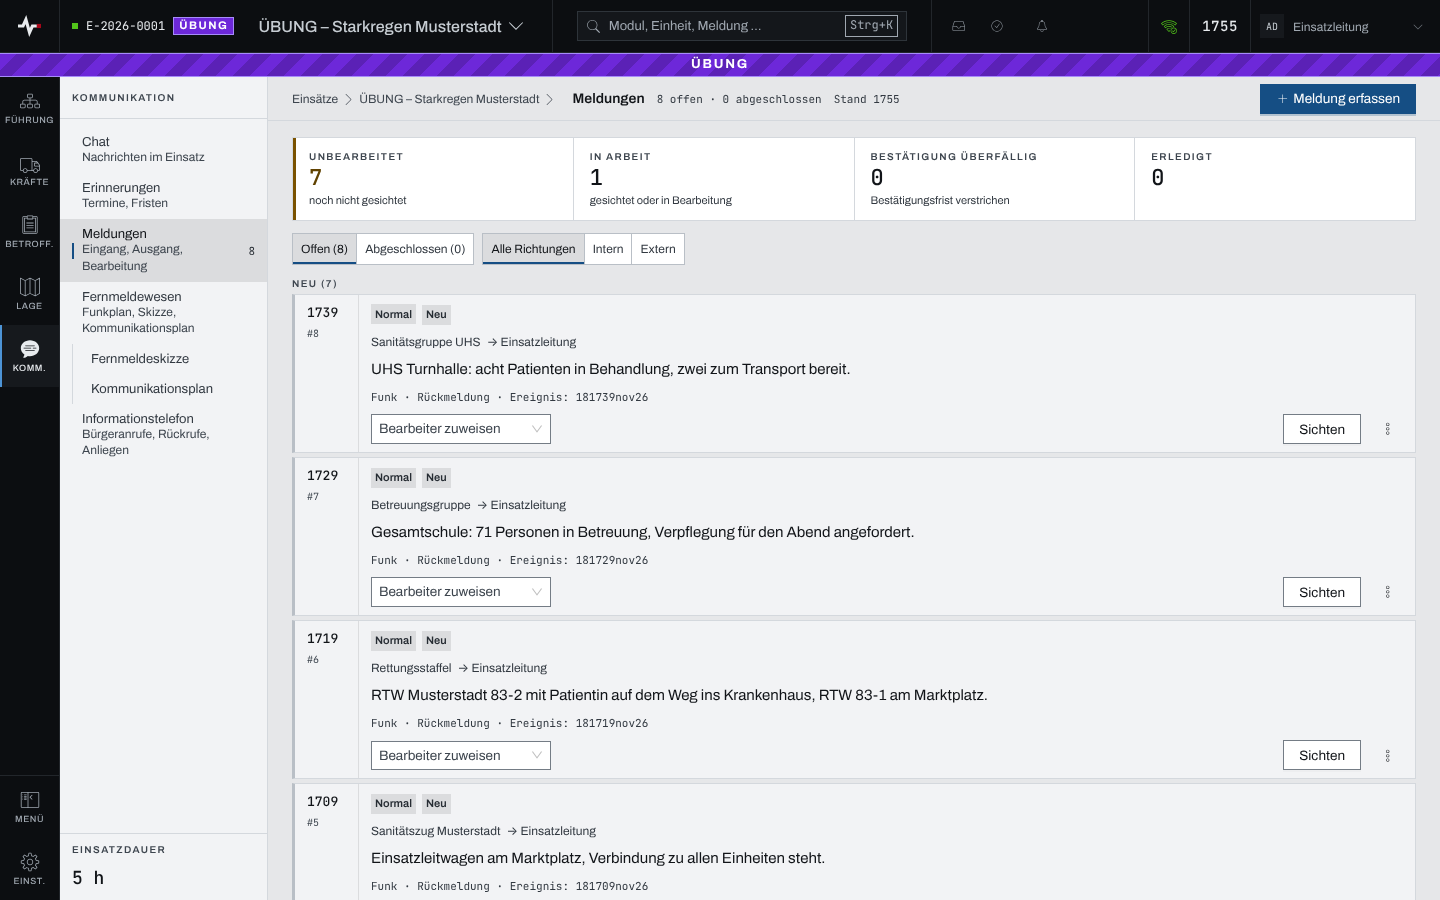 E-2026-0001 ÜBUNG ÜBUNG – Starkregen Musterstadt Modul, Einheit, Meldung ... Strg+K 1755 AD Einsatzleitung
ÜBUNG
FÜHRUNG
KRÄFTE
BETROFF.
LAGE
KOMM.
MENÜ
EINST.
KOMMUNIKATION
Chat
Nachrichten im Einsatz
Erinnerungen
Termine, Fristen
Meldungen
Eingang, Ausgang,
Bearbeitung
8
Fernmeldewesen
Funkplan, Skizze,
Kommunikationsplan
Fernmeldeskizze
Kommunikationsplan
Informationstelefon
Bürgeranrufe, Rückrufe,
Anliegen
EINSATZDAUER
5 h
Einsätze ÜBUNG – Starkregen Musterstadt Meldungen 8 offen · 0 abgeschlossen Stand 1755
+ Meldung erfassen
UNBEARBEITET
7
noch nicht gesichtet
IN ARBEIT
1
gesichtet oder in Bearbeitung
BESTÄTIGUNG ÜBERFÄLLIG
0
Bestätigungsfrist verstrichen
ERLEDIGT
0
Offen (8) Abgeschlossen (0) Alle Richtungen Intern Extern
NEU (7)
1739
#8
Normal Neu
Sanitätsgruppe UHS → Einsatzleitung
UHS Turnhalle: acht Patienten in Behandlung, zwei zum Transport bereit.
Funk · Rückmeldung · Ereignis: 181739nov26
Bearbeiter zuweisen Sichten
1729
#7
Normal Neu
Betreuungsgruppe → Einsatzleitung
Gesamtschule: 71 Personen in Betreuung, Verpflegung für den Abend angefordert.
Funk · Rückmeldung · Ereignis: 181729nov26
Bearbeiter zuweisen Sichten
1719
#6
Normal Neu
Rettungsstaffel → Einsatzleitung
RTW Musterstadt 83-2 mit Patientin auf dem Weg ins Krankenhaus, RTW 83-1 am Marktplatz.
Funk · Rückmeldung · Ereignis: 181719nov26
Bearbeiter zuweisen Sichten
1709
#5
Normal Neu
Sanitätszug Musterstadt → Einsatzleitung
Einsatzleitwagen am Marktplatz, Verbindung zu allen Einheiten steht.
Funk · Rückmeldung · Ereignis: 181709nov26